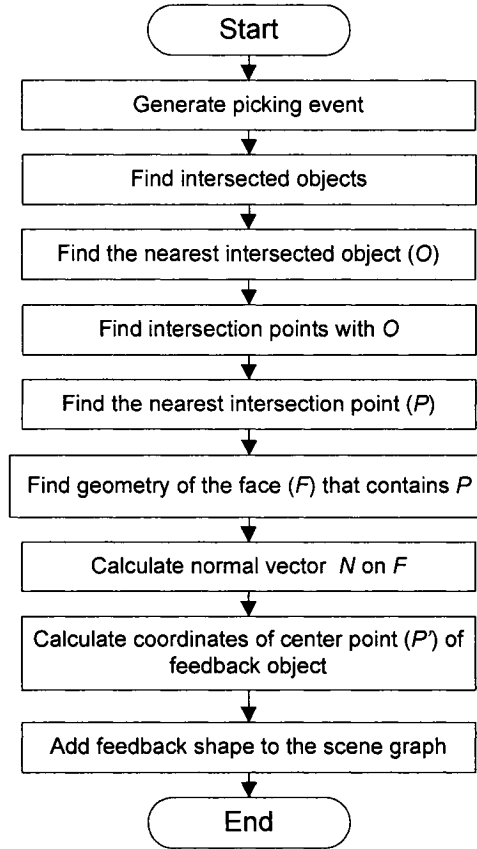 Start
Generate picking event
Find intersected objects
Find the nearest intersected object (O)
Find intersection points with O
Find the nearest intersection point (P)
Find geometry of the face (F) that contains P
Calculate normal vector N on F
Calculate coordinates of center point (P') of
feedback object
Add feedback shape to the scene graph
End